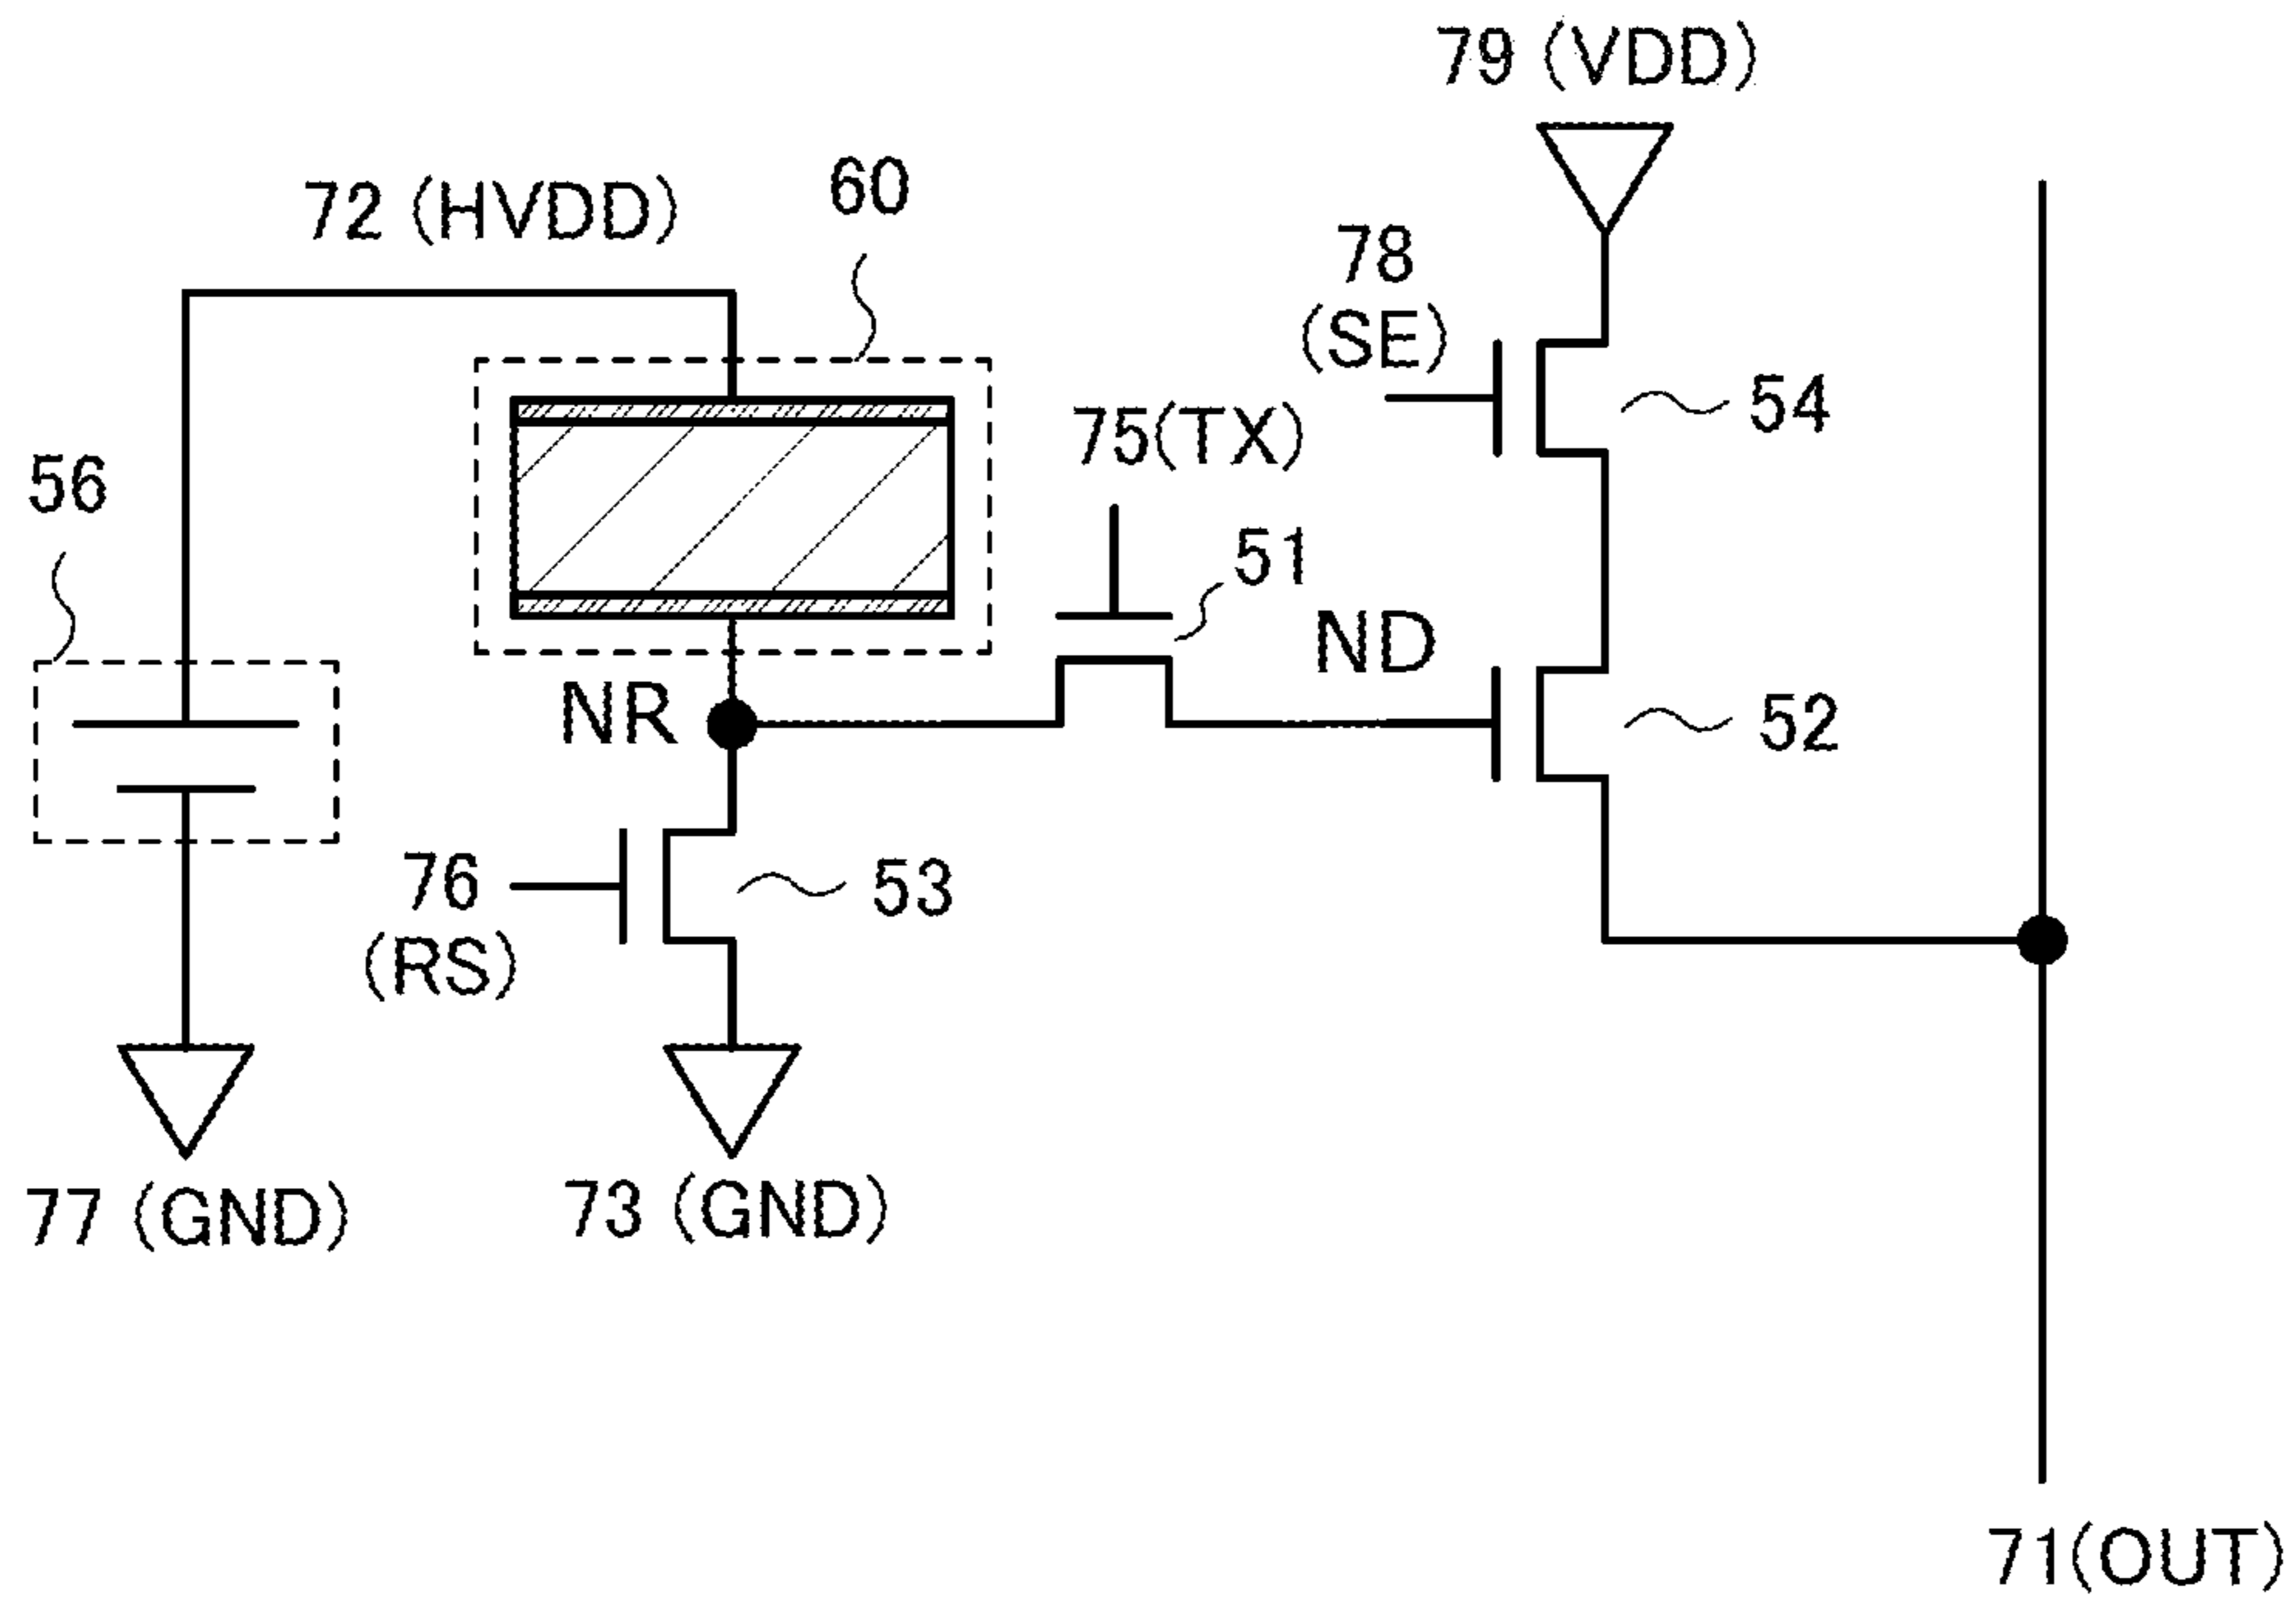 79 (VDD)
60
72 (HVDD)
78
(SE)
54
75(TX)
56
51
ND
NR
52
76
(RS)
53
77 (GND)
73 (GND)
71(OUT)